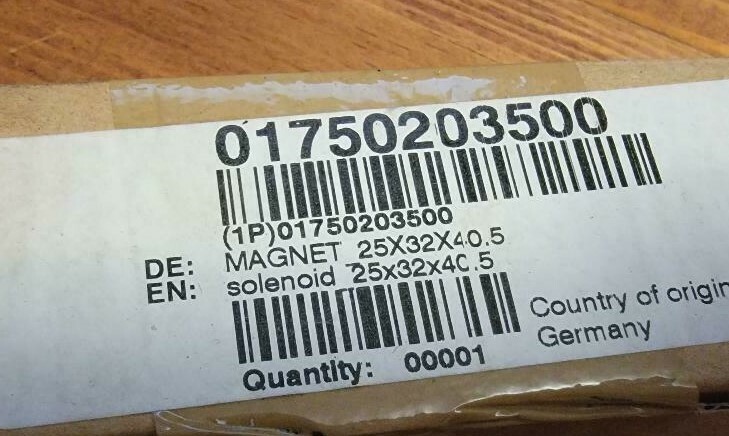 01750203500
(1P)01750203500
DE: MAGNET 25X32X40.5
EN: solenoid 25x32x40.5
Country of origin
Germany
Quantity: 00001